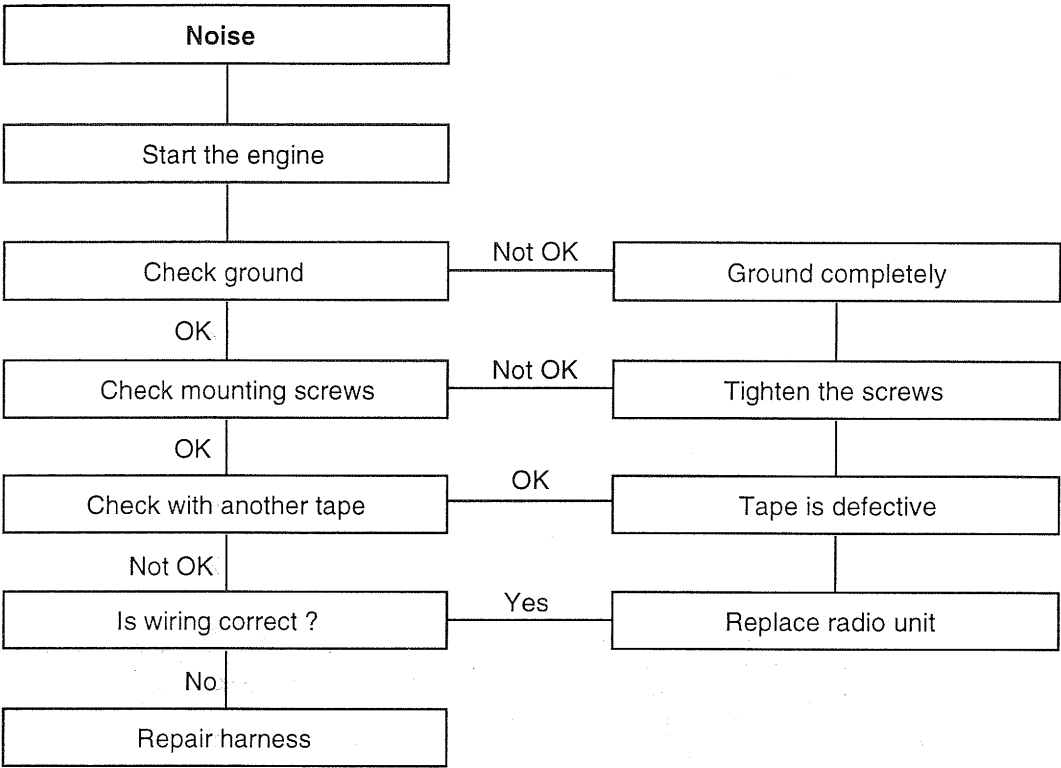 Noise
Start the engine
Check ground
Not OK
Ground completely
OK
Check mounting screws
Not OK
Tighten the screws
OK
Check with another tape
OK
Tape is defective
Not OK
Is wiring correct ?
Yes
Replace radio unit
No
Repair harness